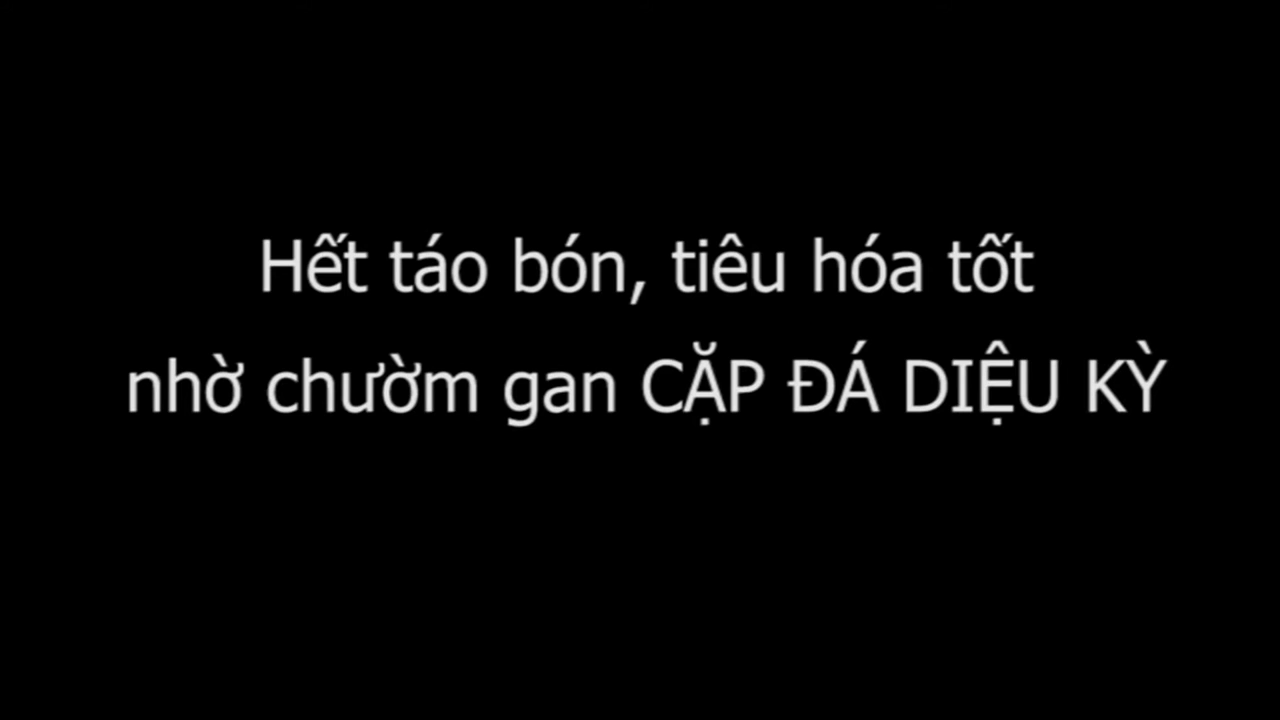 Hết táo bón, tiêu hóa tốt
nhờ chườm gan CẶP ĐÁ DIỆU KỲ